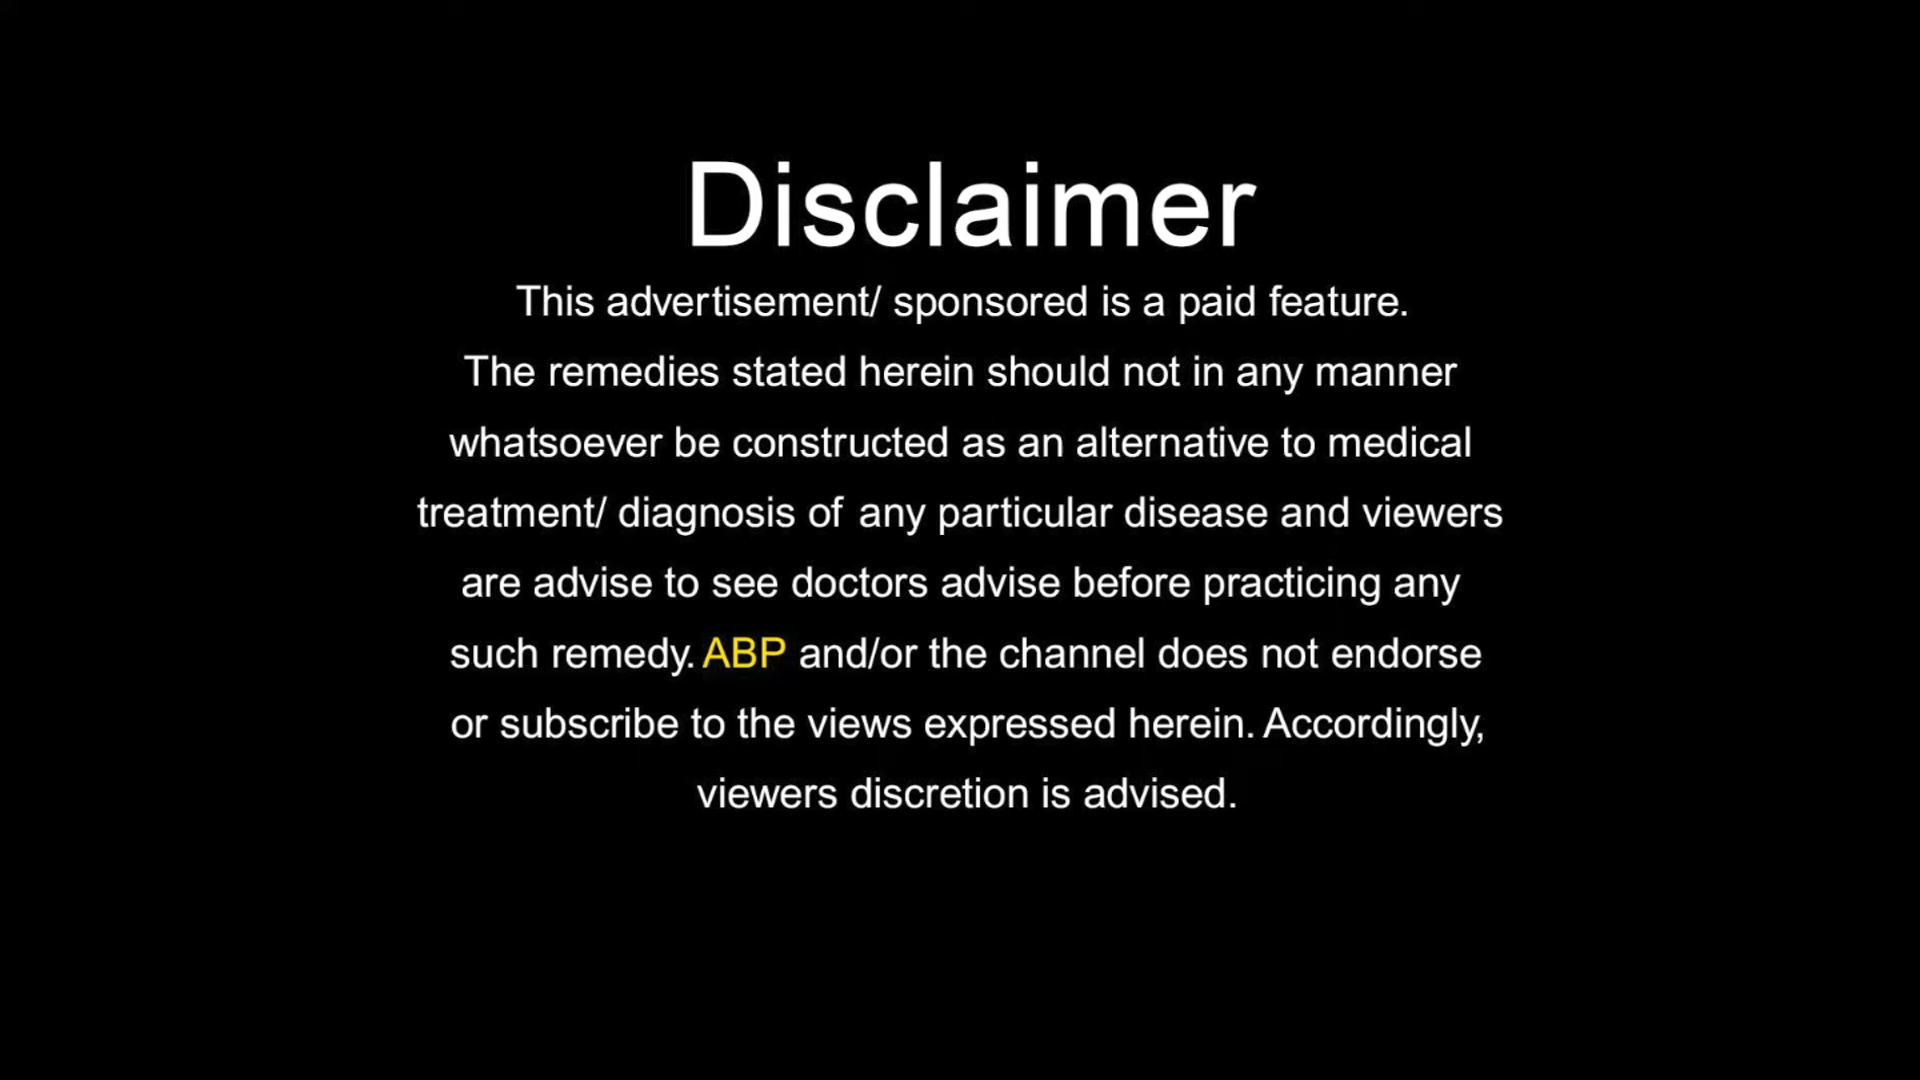 Disclaimer
This advertisement/ sponsored is a paid feature.
The remedies stated herein should not in any manner
whatsoever be constructed as an alternative to medical
treatment/ diagnosis of any particular disease and viewers
are advise to see doctors advise before practicing any
such remedy. ABP and/or the channel does not endorse
or subscribe to the views expressed herein. Accordingly,
viewers discretion is advised.